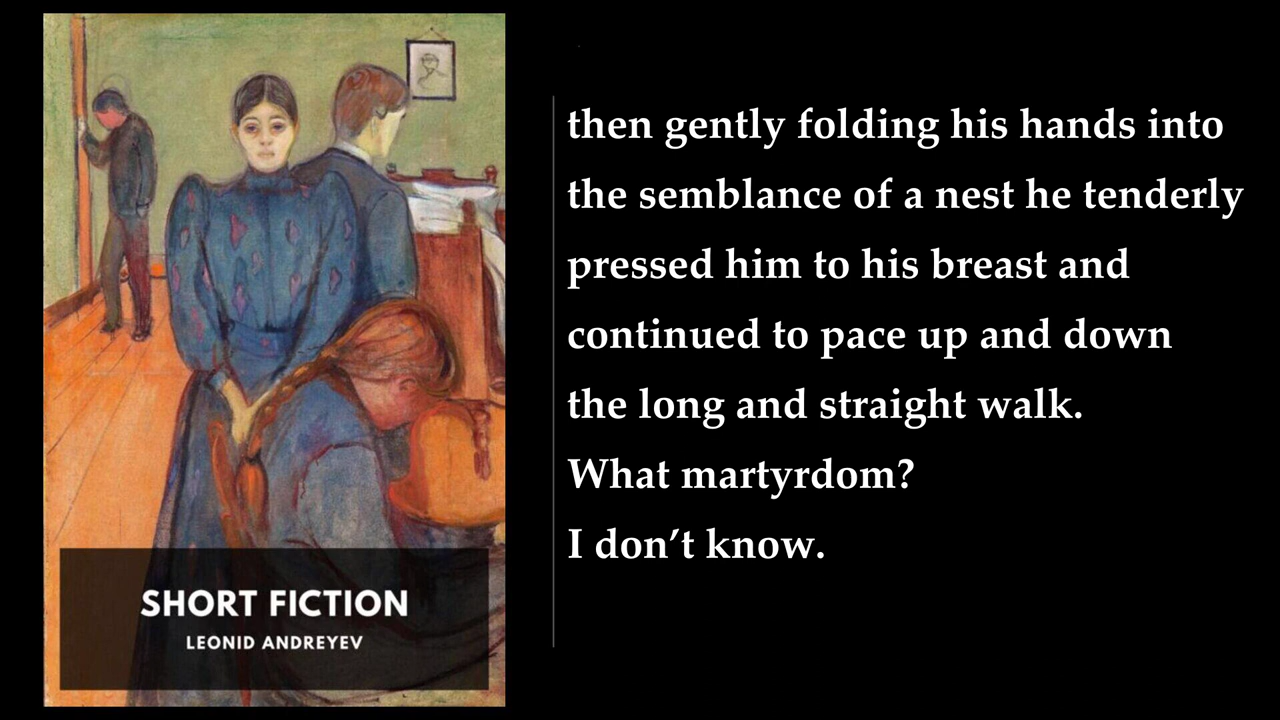 then gently folding his hands into
the semblance of a nest he tenderly
pressed him to his breast and
continued to pace up and down
the long and straight walk.
What martyrdom?
I don’t know.
SHORT FICTION
LEONID ANDREYEV